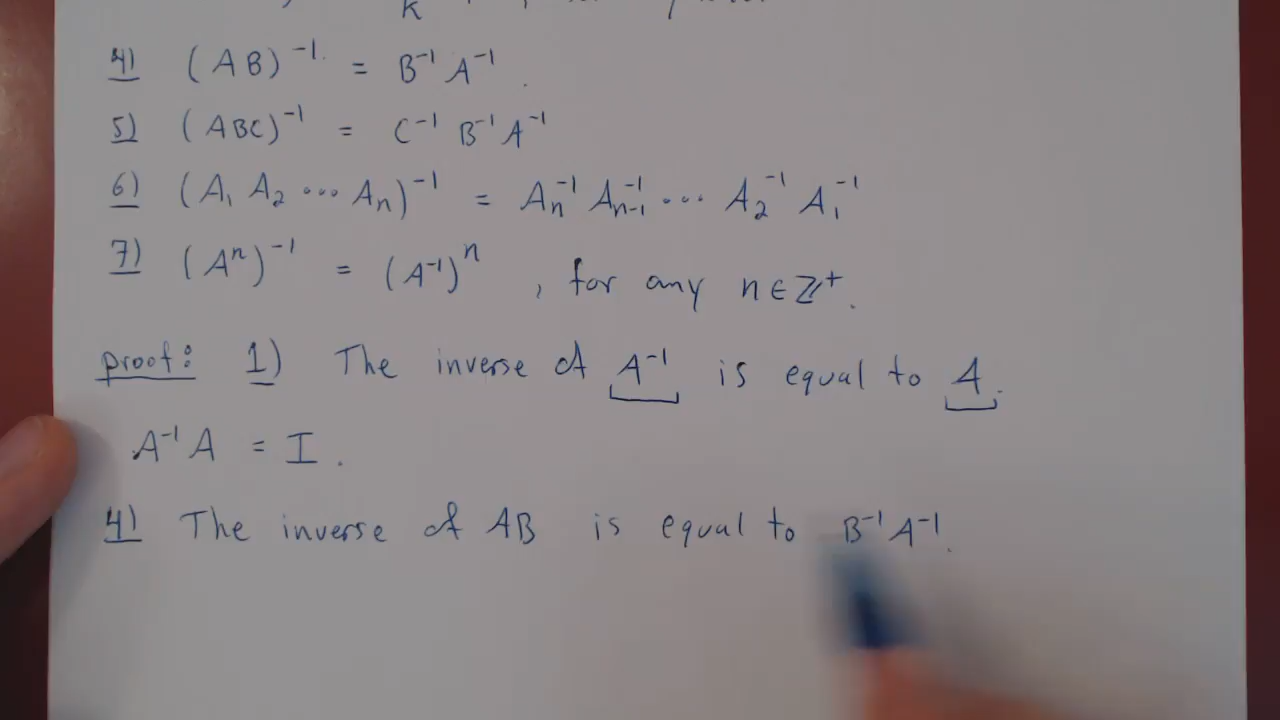 k
4) (AB)⁻¹ = B⁻¹ A⁻¹.
5) (ABC)⁻¹ = C⁻¹ B⁻¹ A⁻¹
6) (A₁ A₂ ⋯ Aₙ)⁻¹ = Aₙ⁻¹ Aₙ₋₁⁻¹ ⋯ A₂⁻¹ A₁⁻¹
7) (Aⁿ)⁻¹ = (A⁻¹)ⁿ, for any n ∈ ℤ⁺.
proof: 1) The inverse of A⁻¹ is equal to A.
A⁻¹ A = I.
4) The inverse of AB is equal to B⁻¹ A⁻¹.